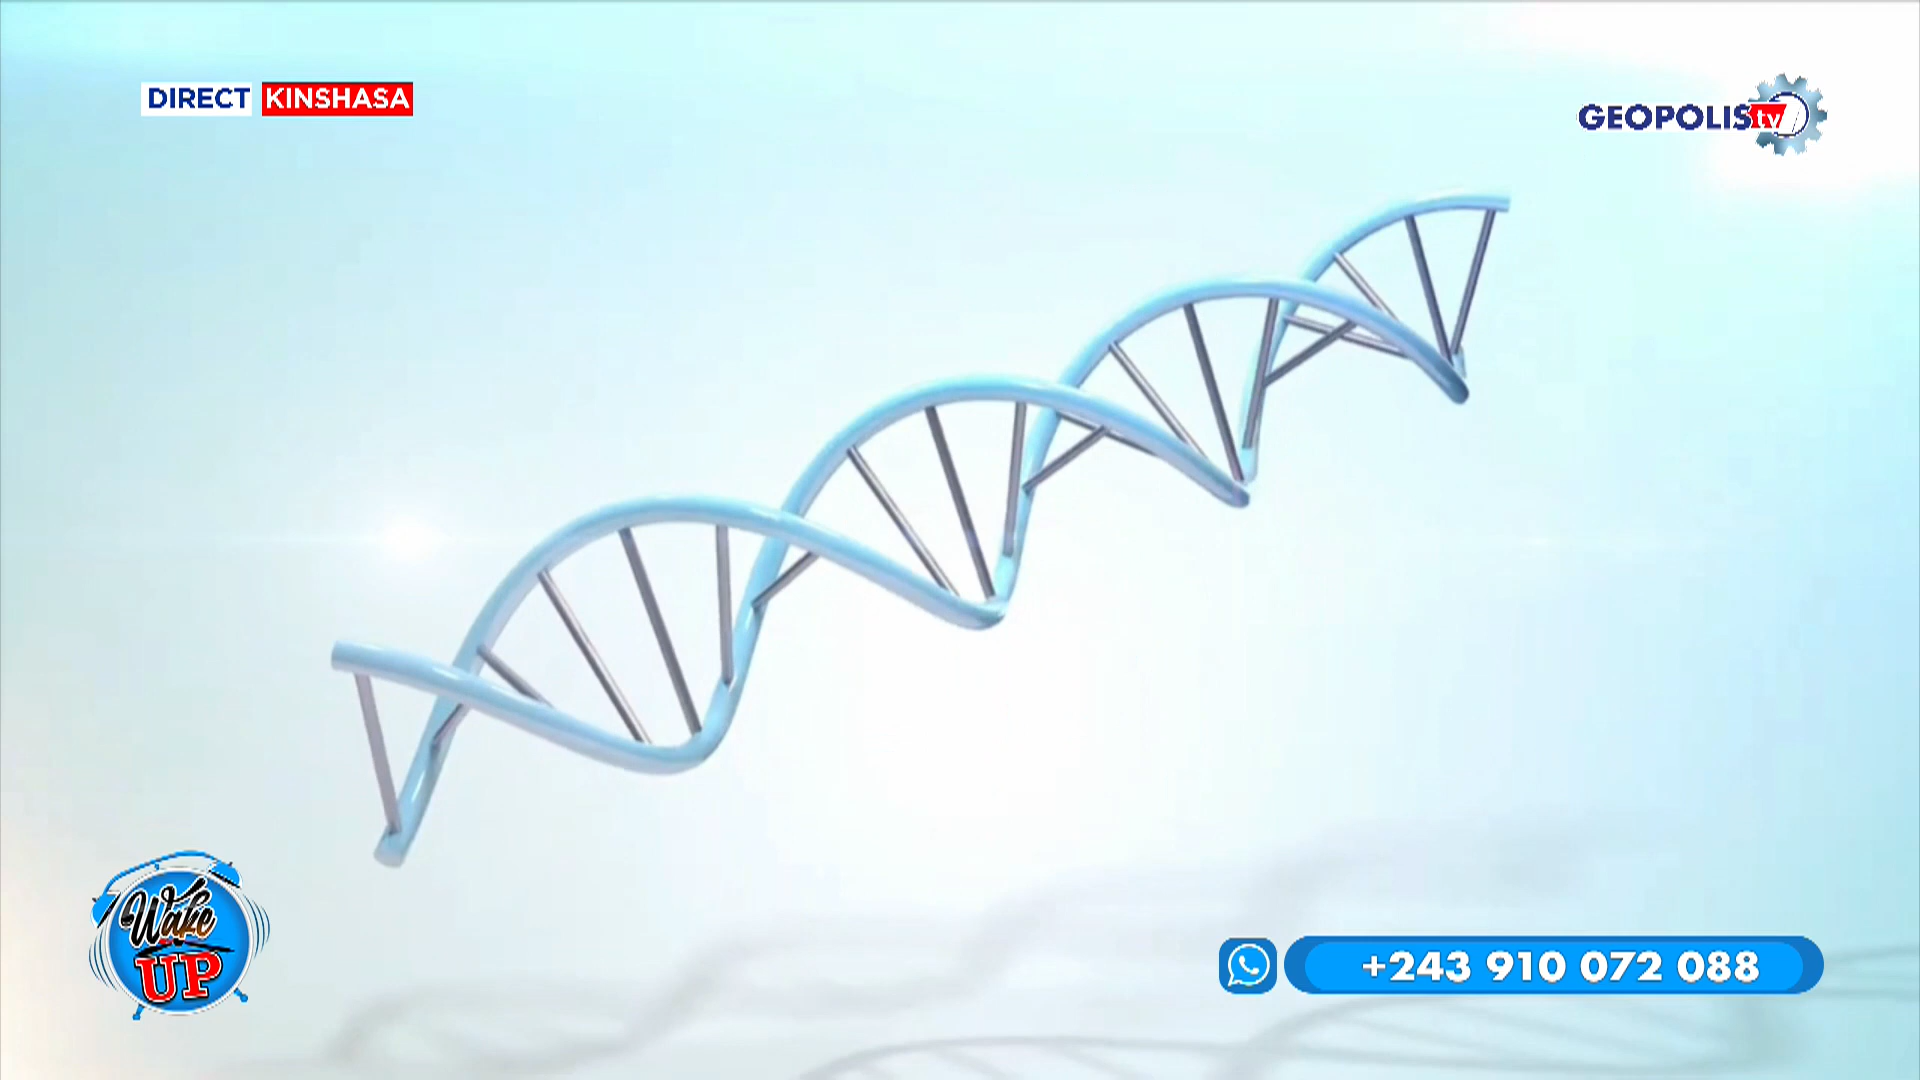 DIRECT KINSHASA
GEOPOLIS tv
Wake
UP
+243 910 072 088